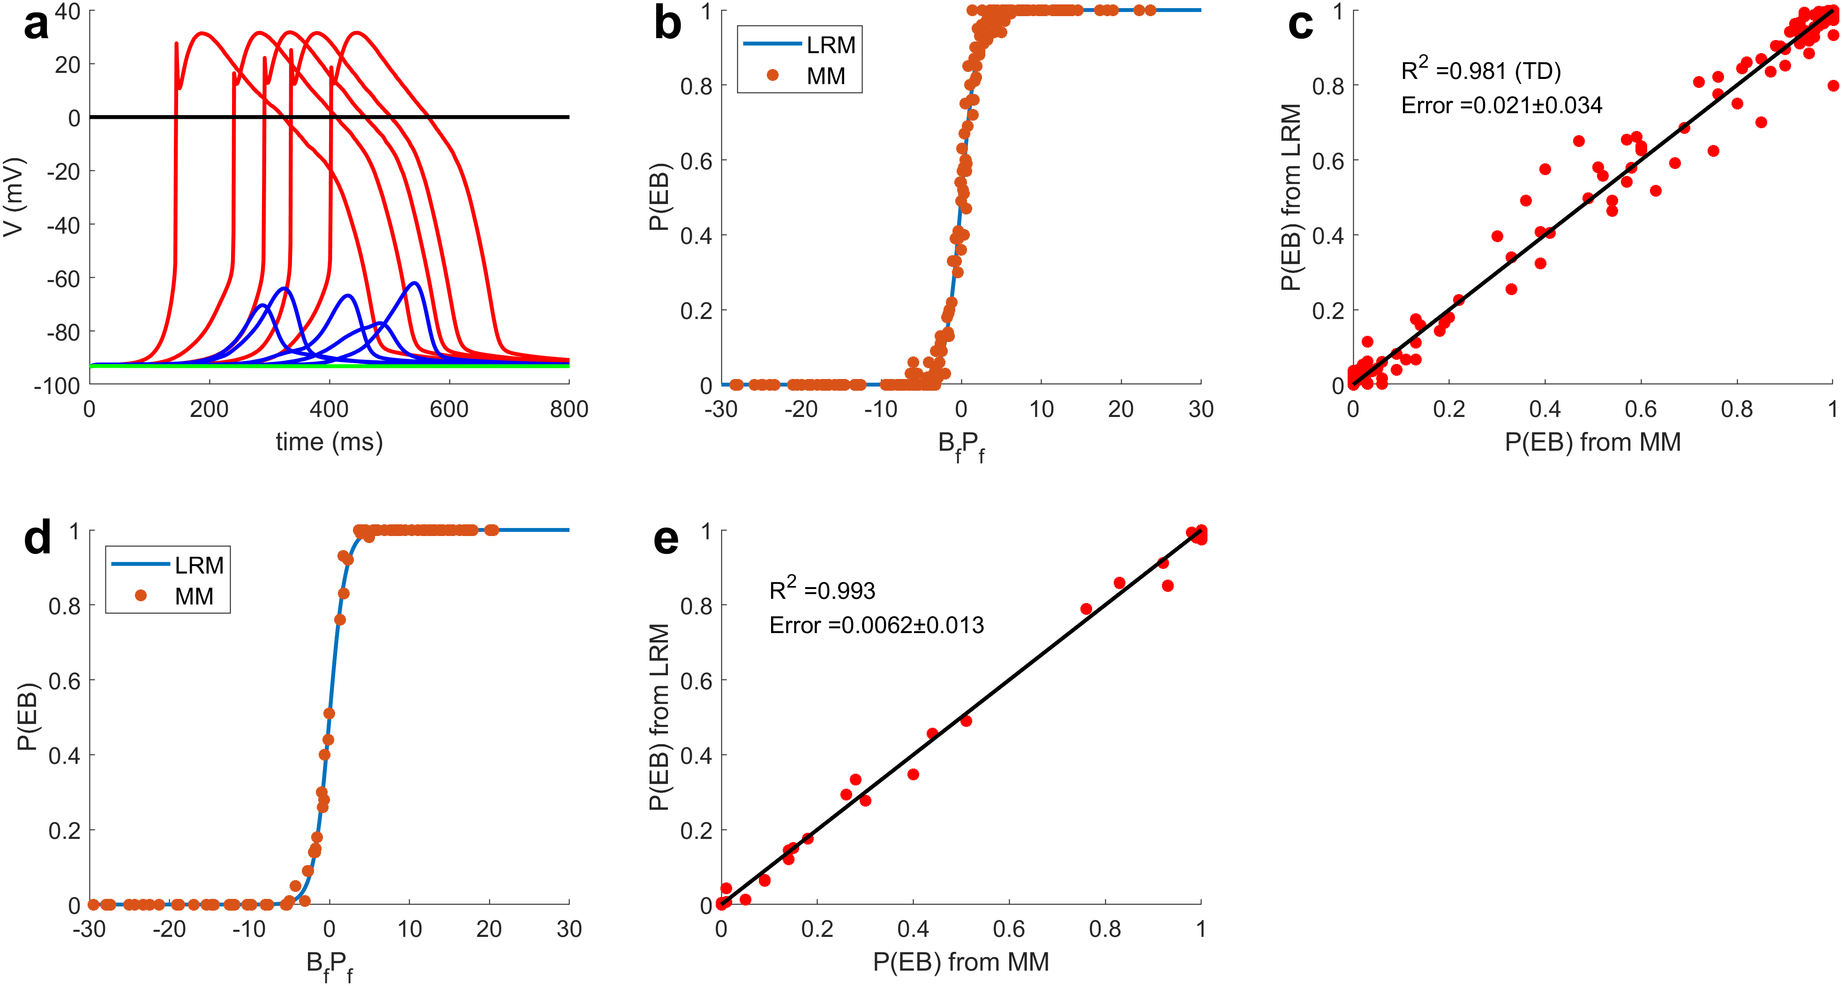 a
40
20
0
-20
-40
-60
-80
-100
V (mV)
0 200 400 600 800
time (ms)
b
LRM
MM
1
0.8
0.6
0.4
0.2
0
P(EB)
-30 -20 -10 0 10 20 30
BfPf
c
R2 =0.981 (TD)
Error =0.021±0.034
1
0.8
0.6
0.4
0.2
0
P(EB) from LRM
0 0.2 0.4 0.6 0.8 1
P(EB) from MM
d
LRM
MM
1
0.8
0.6
0.4
0.2
0
P(EB)
-30 -20 -10 0 10 20 30
BfPf
e
R2 =0.993
Error =0.0062±0.013
1
0.8
0.6
0.4
0.2
0
P(EB) from LRM
0 0.2 0.4 0.6 0.8 1
P(EB) from MM